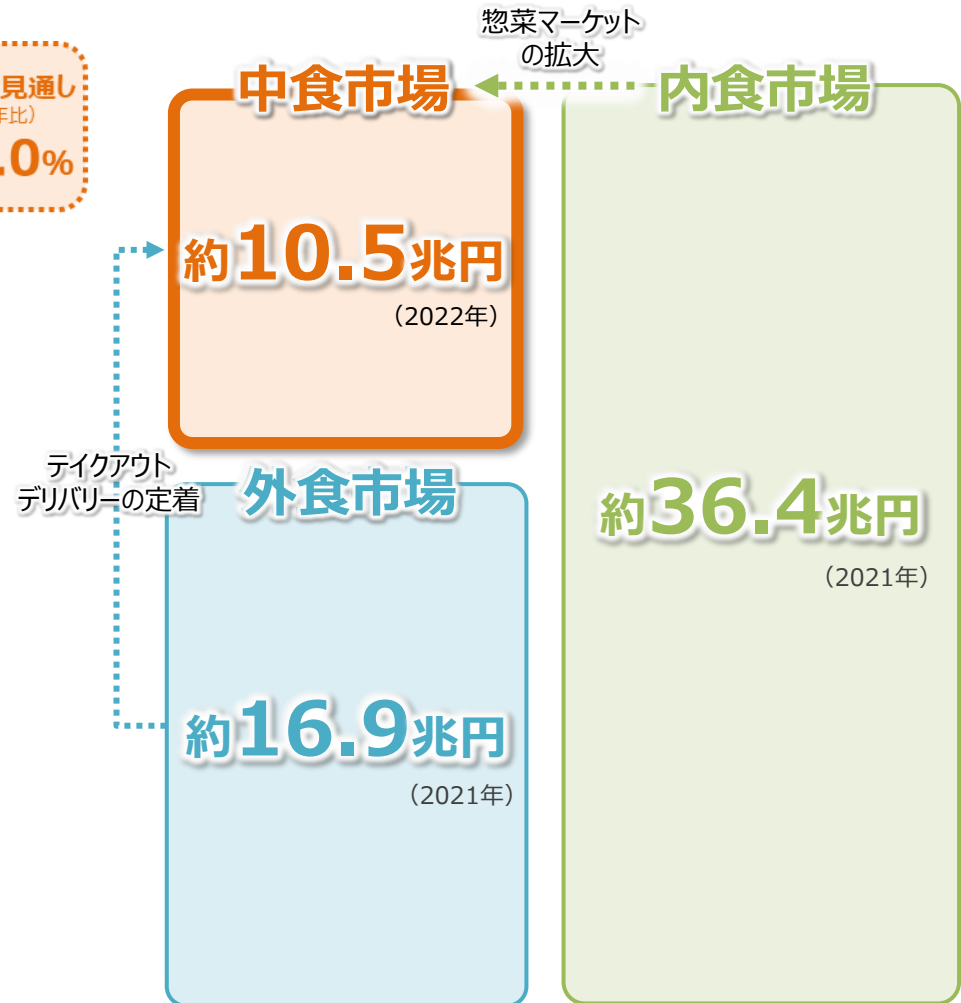 惣菜マーケット
の拡大
見通し
中食市場
内食市場
年比)
.0%
約10.5兆円
(2022年)
テイクアウト
デリバリーの定着
外食市場
約36.4兆円
(2021年)
約16.9兆円
(2021年)